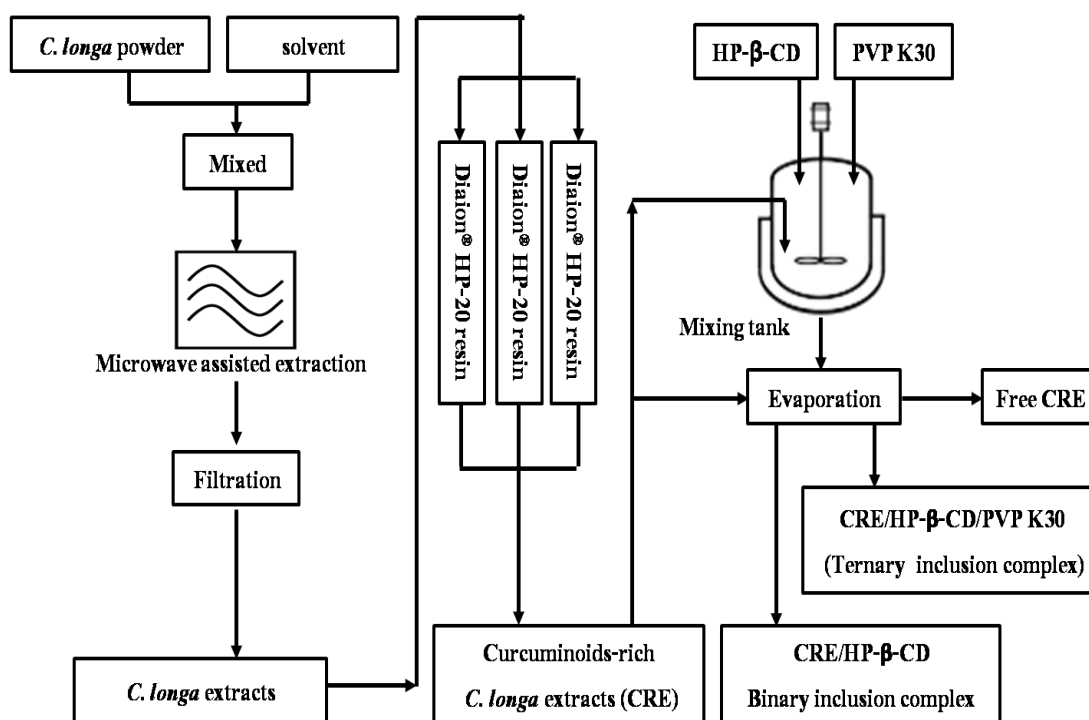 C. longa powder
solvent
Mixed
Microwave assisted extraction
Filtration
C. longa extracts
Diaion® HP-20 resin
Diaion® HP-20 resin
Diaion® HP-20 resin
Curcuminoids-rich
C. longa extracts (CRE)
HP-β-CD
PVP K30
Mixing tank
Evaporation
Free CRE
CRE/HP-β-CD/PVP K30
(Ternary inclusion complex)
CRE/HP-β-CD
Binary inclusion complex